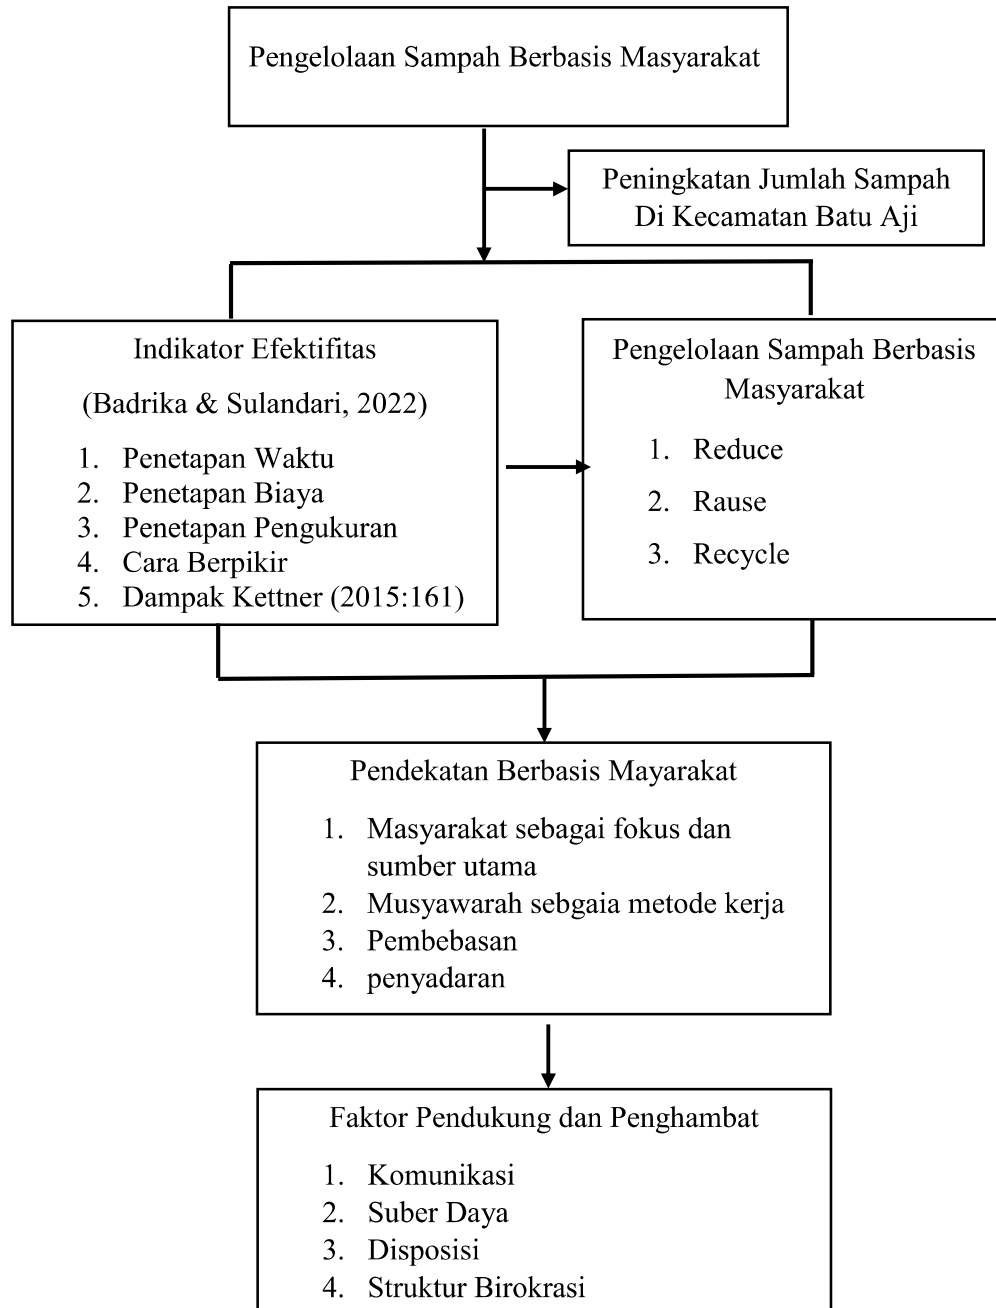 Pengelolaan Sampah Berbasis Masyarakat
Peningkatan Jumlah Sampah
Di Kecamatan Batu Aji
Indikator Efektifitas
(Badrika & Sulandari, 2022)
1. Penetapan Waktu
2. Penetapan Biaya
3. Penetapan Pengukuran
4. Cara Berpikir
5. Dampak Kettner (2015:161)
Pengelolaan Sampah Berbasis
Masyarakat
1. Reduce
2. Rause
3. Recycle
Pendekatan Berbasis Mayarakat
1. Masyarakat sebagai fokus dan
sumber utama
2. Musyawarah sebgaia metode kerja
3. Pembebasan
4. penyadaran
Faktor Pendukung dan Penghambat
1. Komunikasi
2. Suber Daya
3. Disposisi
4. Struktur Birokrasi